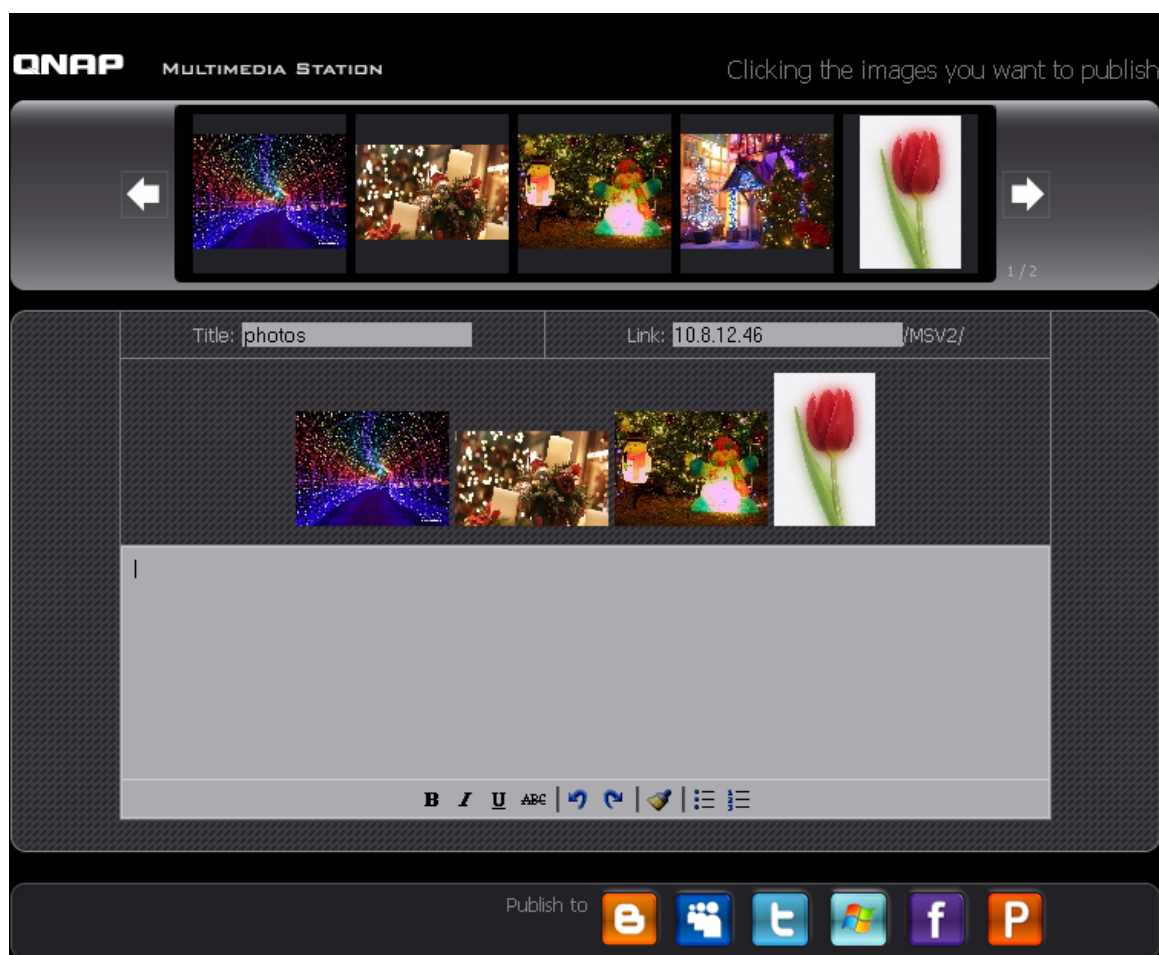 QNAP MULTIMEDIA STATION
Clicking the images you want to publish
1/2
Title: photos
Link: 10.8.12.46 /MSV2/
B I U ABC
Publish to
B t f P